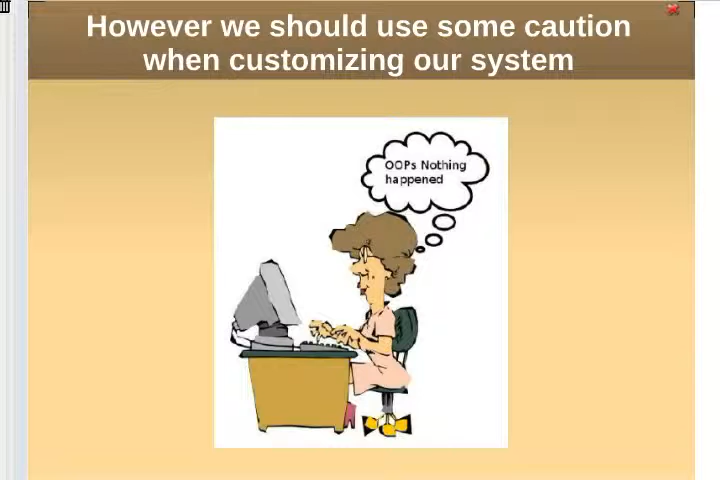 However we should use some caution
when customizing our system
OOPs Nothing
happened